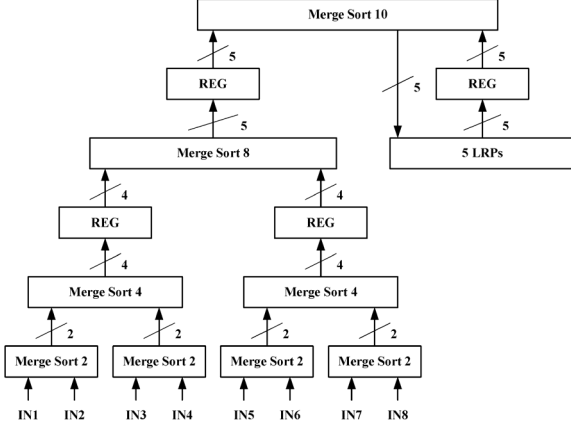 Merge Sort 10
5 5 5
REG REG
5 5
Merge Sort 8 5 LRPs
4 4
REG REG
4 4
Merge Sort 4 Merge Sort 4
2 2 2 2
Merge Sort 2 Merge Sort 2 Merge Sort 2 Merge Sort 2
IN1 IN2 IN3 IN4 IN5 IN6 IN7 IN8